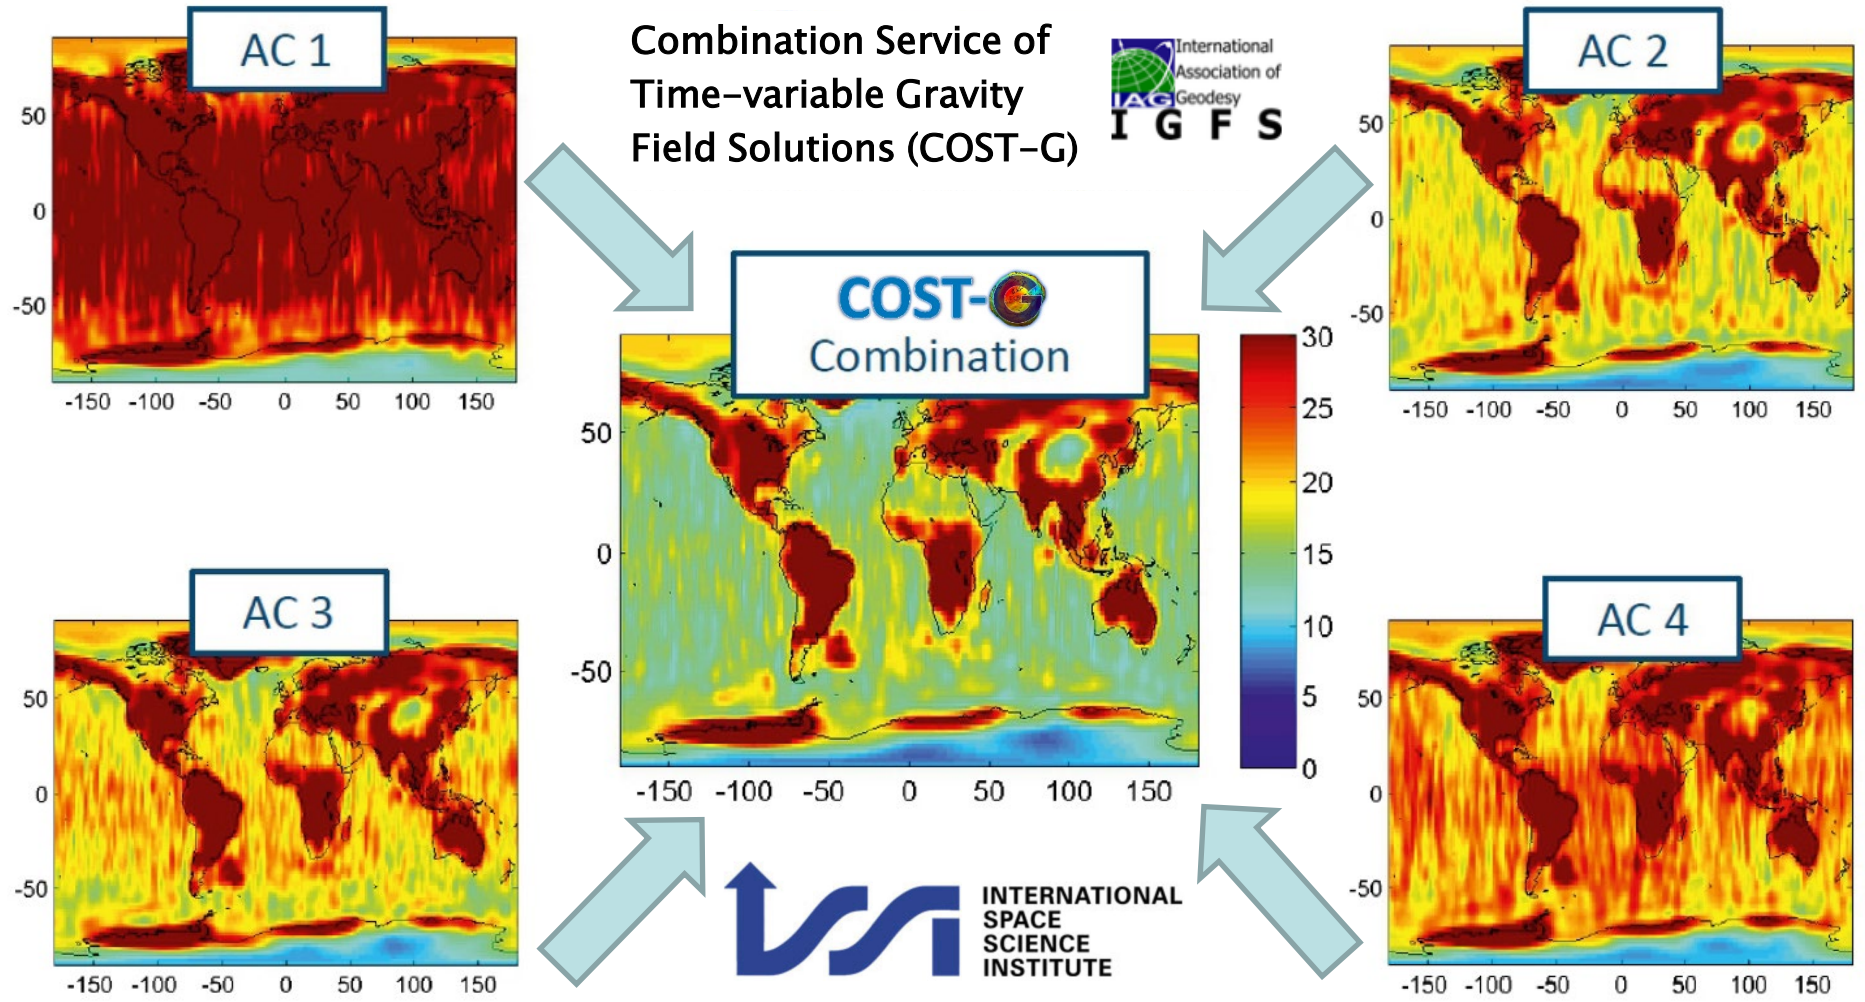 AC 1
50
0
-50
-150 -100 -50 0 50 100 150
Combination Service of
Time-variable Gravity
Field Solutions (COST-G)
International
Association of
Geodesy
IAG
I G F S
AC 2
50
0
-50
-150 -100 -50 0 50 100 150
COST-G
Combination
50
0
-50
-150 -100 -50 0 50 100 150
30
25
20
15
10
5
0
AC 3
50
0
-50
-150 -100 -50 0 50 100 150
AC 4
50
0
-50
-150 -100 -50 0 50 100 150
ISSI
INTERNATIONAL
SPACE
SCIENCE
INSTITUTE